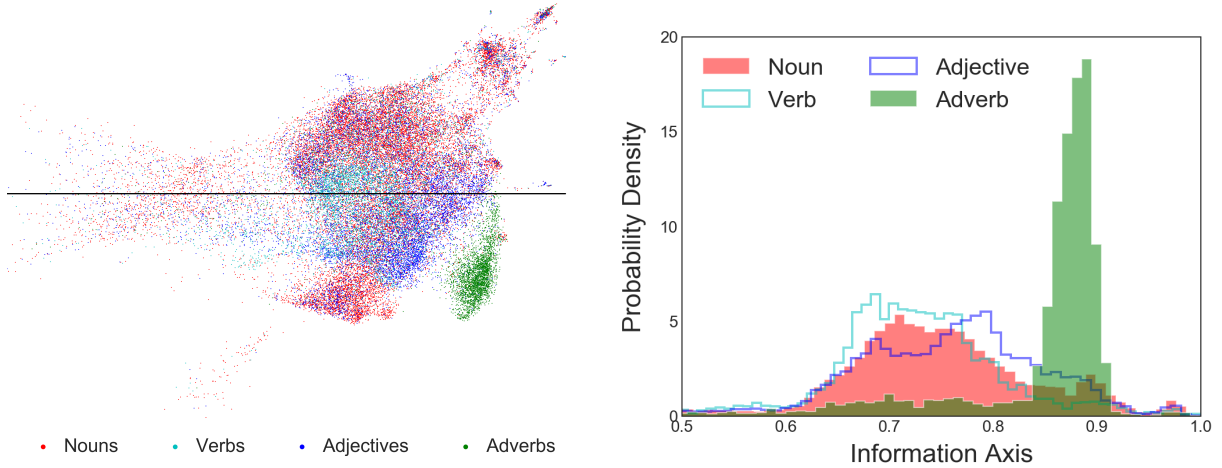 Nouns Verbs Adjectives Adverbs
Probability Density
20
15
10
5
0
Noun Adjective
Verb Adverb
0.5 0.6 0.7 0.8 0.9 1.0
Information Axis